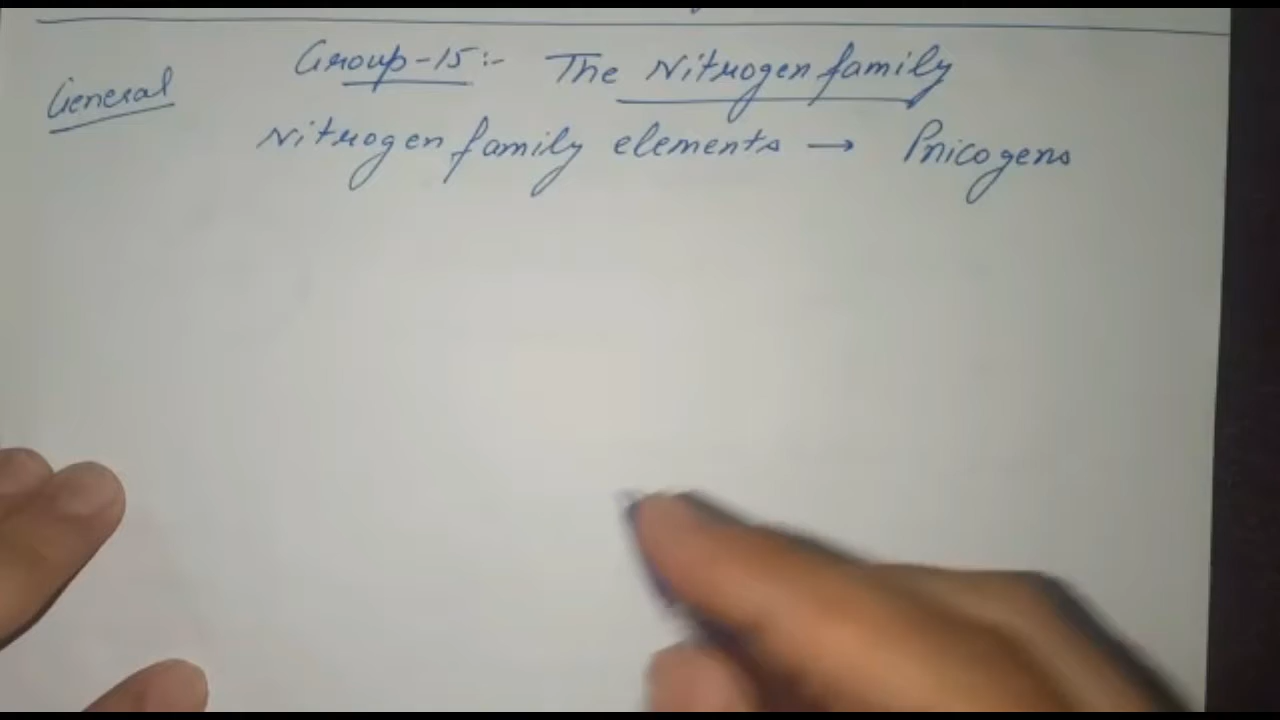 Group-15:- The Nitrogen family
General
Nitrogen family elements → Pnicogens